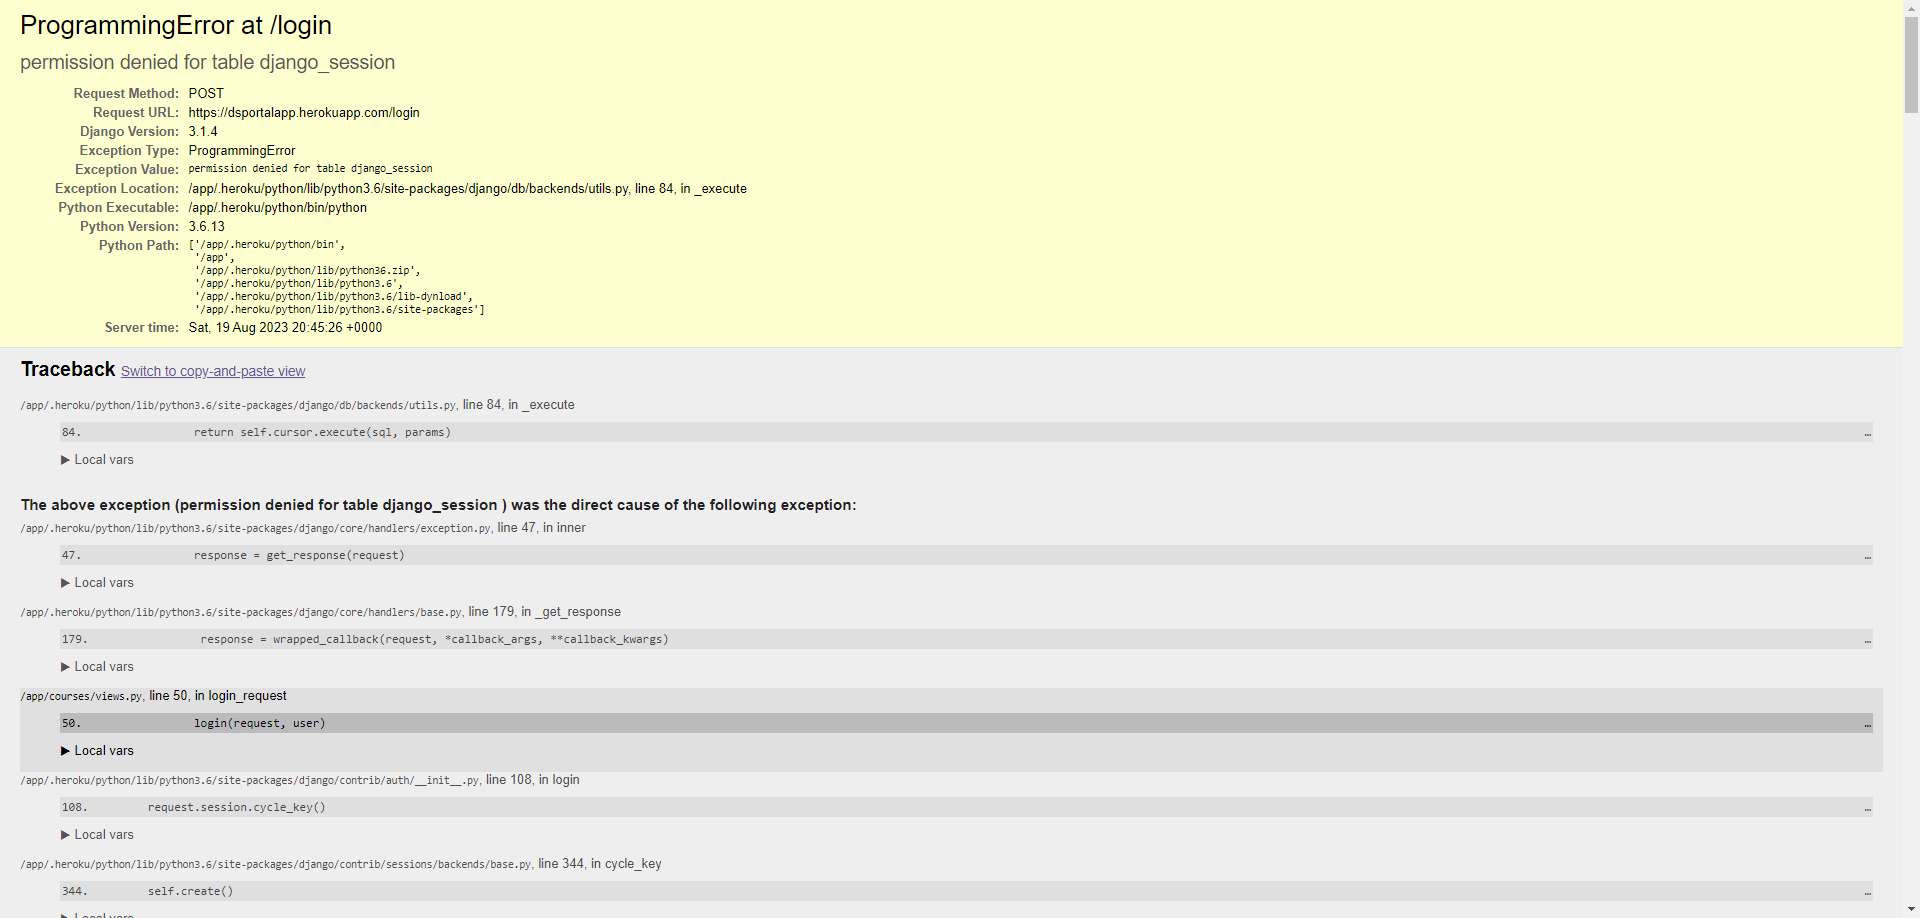 ProgrammingError at /login
permission denied for table django_session
Request Method: POST
Request URL: https://dsportalapp.herokuapp.com/login
Django Version: 3.1.4
Exception Type: ProgrammingError
Exception Value: permission denied for table django_session
Exception Location: /app/.heroku/python/lib/python3.6/site-packages/django/db/backends/utils.py, line 84, in _execute
Python Executable: /app/.heroku/python/bin/python
Python Version: 3.6.13
Python Path: ['/app/.heroku/python/bin',
'/app',
'/app/.heroku/python/lib/python36.zip',
'/app/.heroku/python/lib/python3.6',
'/app/.heroku/python/lib/python3.6/lib-dynload',
'/app/.heroku/python/lib/python3.6/site-packages']
Server time: Sat, 19 Aug 2023 20:45:26 +0000
Traceback Switch to copy-and-paste view
/app/.heroku/python/lib/python3.6/site-packages/django/db/backends/utils.py, line 84, in _execute
84. return self.cursor.execute(sql, params) …
▶ Local vars
The above exception (permission denied for table django_session ) was the direct cause of the following exception:
/app/.heroku/python/lib/python3.6/site-packages/django/core/handlers/exception.py, line 47, in inner
47. response = get_response(request) …
▶ Local vars
/app/.heroku/python/lib/python3.6/site-packages/django/core/handlers/base.py, line 179, in _get_response
179. response = wrapped_callback(request, *callback_args, **callback_kwargs) …
▶ Local vars
/app/courses/views.py, line 50, in login_request
50. login(request, user) …
▶ Local vars
/app/.heroku/python/lib/python3.6/site-packages/django/contrib/auth/__init__.py, line 108, in login
108. request.session.cycle_key() …
▶ Local vars
/app/.heroku/python/lib/python3.6/site-packages/django/contrib/sessions/backends/base.py, line 344, in cycle_key
344. self.create() …
▶ Local vars